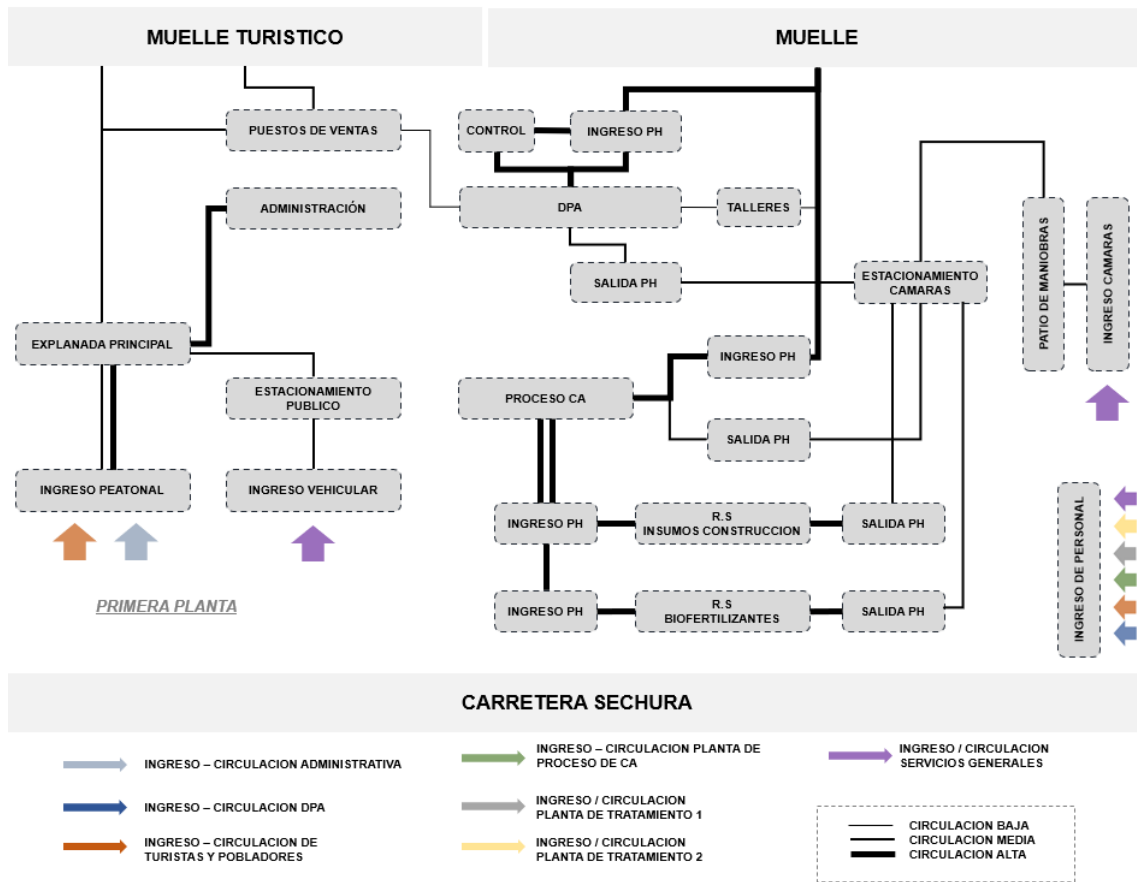 MUELLE TURISTICO
MUELLE
PUESTOS DE VENTAS
CONTROL
INGRESO PH
ADMINISTRACIÓN
DPA
TALLERES
SALIDA PH
ESTACIONAMIENTO
CAMARAS
PATIO DE MANIOBRAS
INGRESO CAMARAS
EXPLANADA PRINCIPAL
INGRESO PH
ESTACIONAMIENTO
PUBLICO
PROCESO CA
SALIDA PH
INGRESO PEATONAL
INGRESO VEHICULAR
INGRESO PH
R.S
INSUMOS CONSTRUCCION
SALIDA PH
INGRESO DE PERSONAL
PRIMERA PLANTA
INGRESO PH
R.S
BIOFERTILIZANTES
SALIDA PH
CARRETERA SECHURA
INGRESO – CIRCULACION ADMINISTRATIVA
INGRESO – CIRCULACION DPA
INGRESO – CIRCULACION DE
TURISTAS Y POBLADORES
INGRESO – CIRCULACION PLANTA DE
PROCESO DE CA
INGRESO / CIRCULACION
PLANTA DE TRATAMIENTO 1
INGRESO / CIRCULACION
PLANTA DE TRATAMIENTO 2
INGRESO / CIRCULACION
SERVICIOS GENERALES
CIRCULACION BAJA
CIRCULACION MEDIA
CIRCULACION ALTA